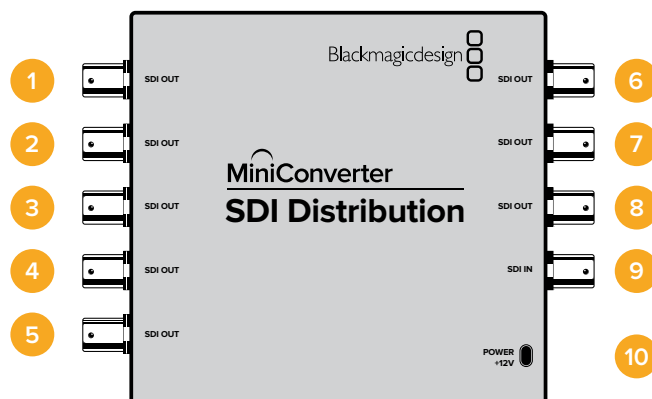 Blackmagicdesign
1
SDI OUT
SDI OUT
6
2
SDI OUT
SDI OUT
7
MiniConverter
3
SDI OUT
SDI Distribution
SDI OUT
8
4
SDI OUT
SDI IN
9
5
SDI OUT
POWER
+12V
10